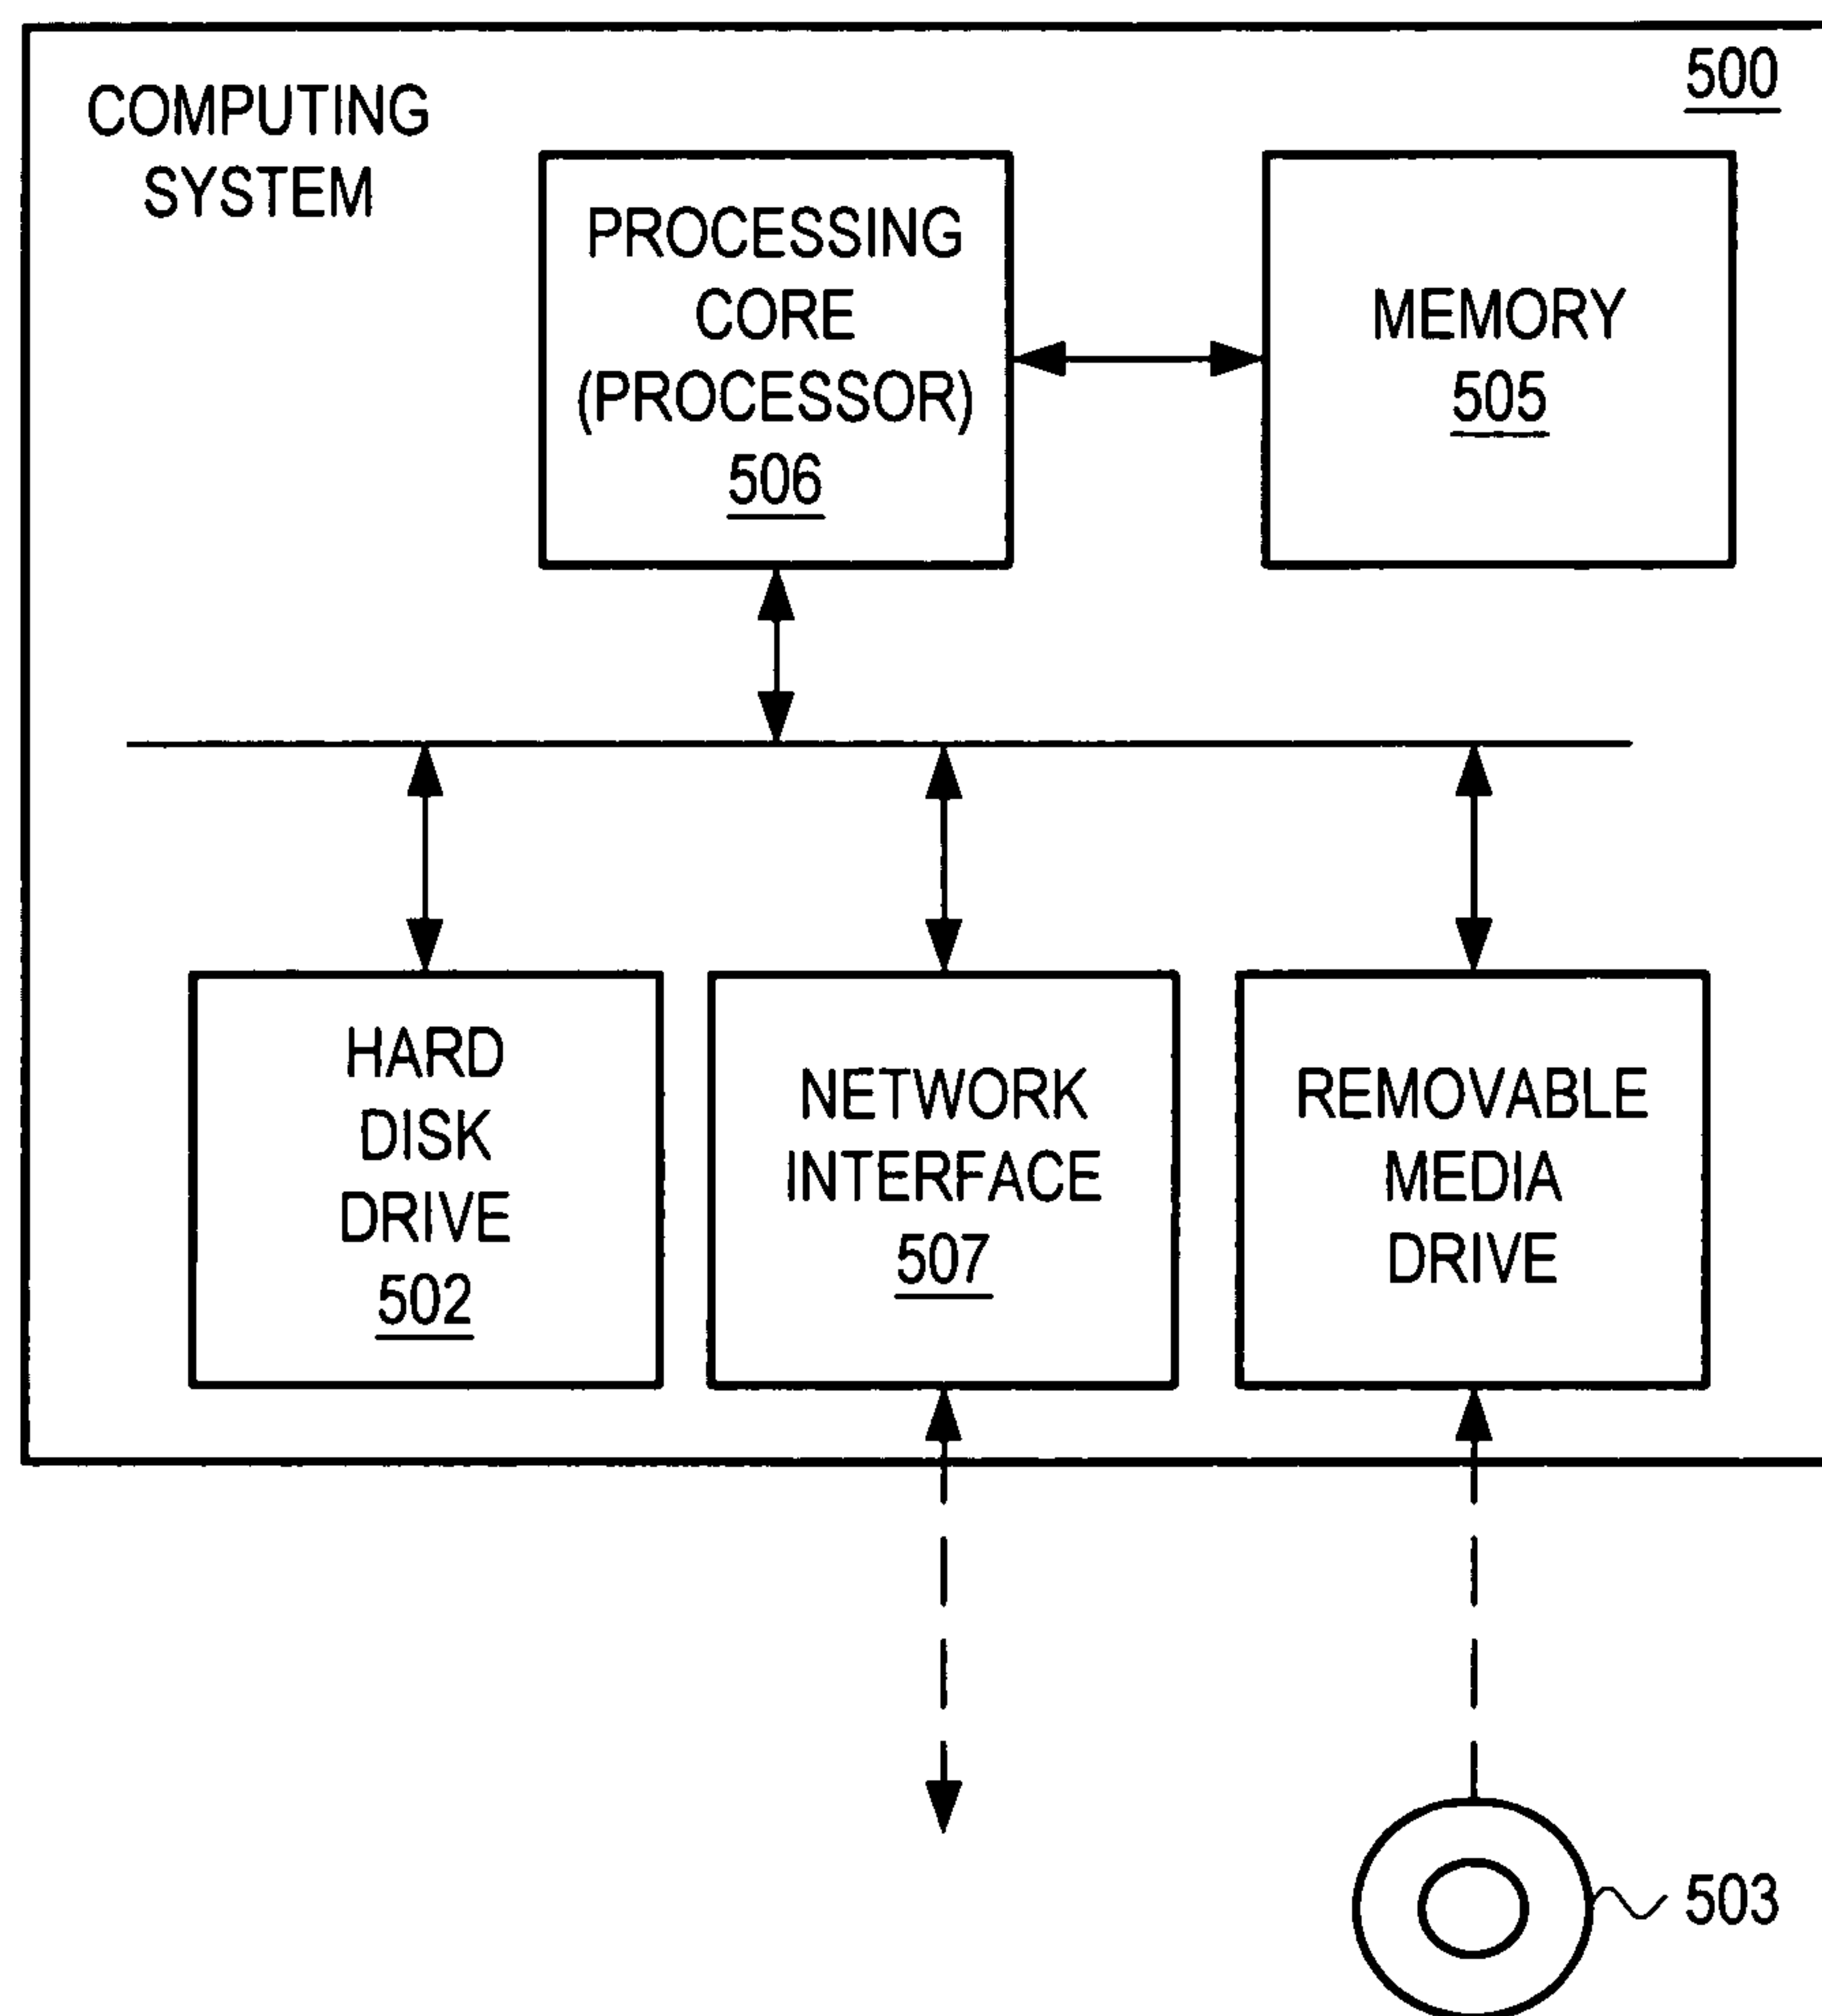 500
COMPUTING
SYSTEM
PROCESSING
CORE
(PROCESSOR)
506
MEMORY
505
HARD
DISK
DRIVE
502
NETWORK
INTERFACE
507
REMOVABLE
MEDIA
DRIVE
503